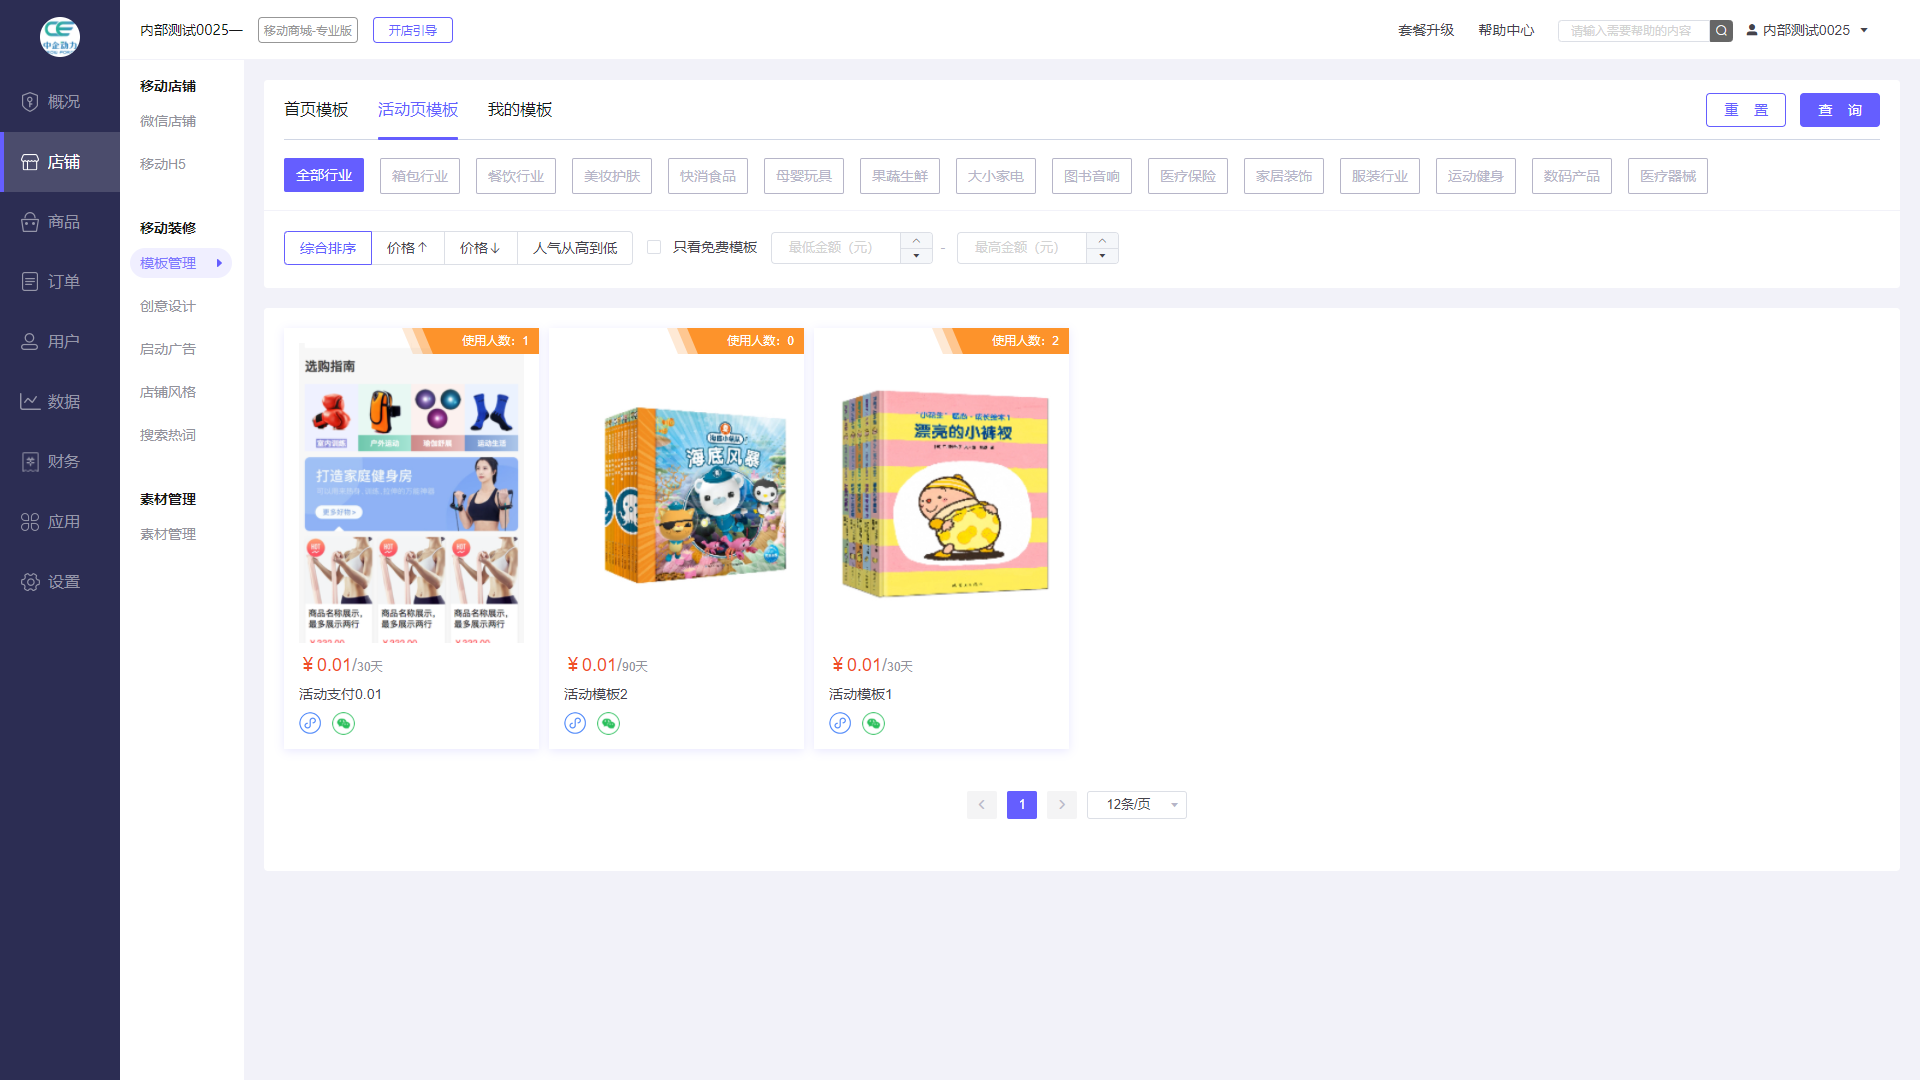 中企动力
概况
店铺
商品
订单
用户
数据
财务
应用
设置
内部测试0025—
移动商城-专业版
开店引导
套餐升级
帮助中心
请输入需要帮助的内容
内部测试0025
移动店铺
微信店铺
移动H5
移动装修
模板管理
创意设计
启动广告
店铺风格
搜索热词
素材管理
素材管理
首页模板 活动页模板 我的模板
重 置 查 询
全部行业 箱包行业 餐饮行业 美妆护肤 快消食品 母婴玩具 果蔬生鲜 大小家电 图书音响 医疗保险 家居装饰 服装行业 运动健身 数码产品 医疗器械
综合排序 价格↑ 价格↓ 人气从高到低 只看免费模板 最低金额（元） - 最高金额（元）
使用人数：1
选购指南
室内训练 户外运动 瑜伽舒展 运动生活
打造家庭健身房
更多好物>
HOT HOT HOT
商品名称展示，最多展示两行
商品名称展示，最多展示两行
商品名称展示，最多展示两行
￥0.01/30天
活动支付0.01
使用人数：0
海底小纵队
海底风暴
￥0.01/90天
活动模板2
使用人数：2
漂亮的小裤衩
￥0.01/30天
活动模板1
1
12条/页